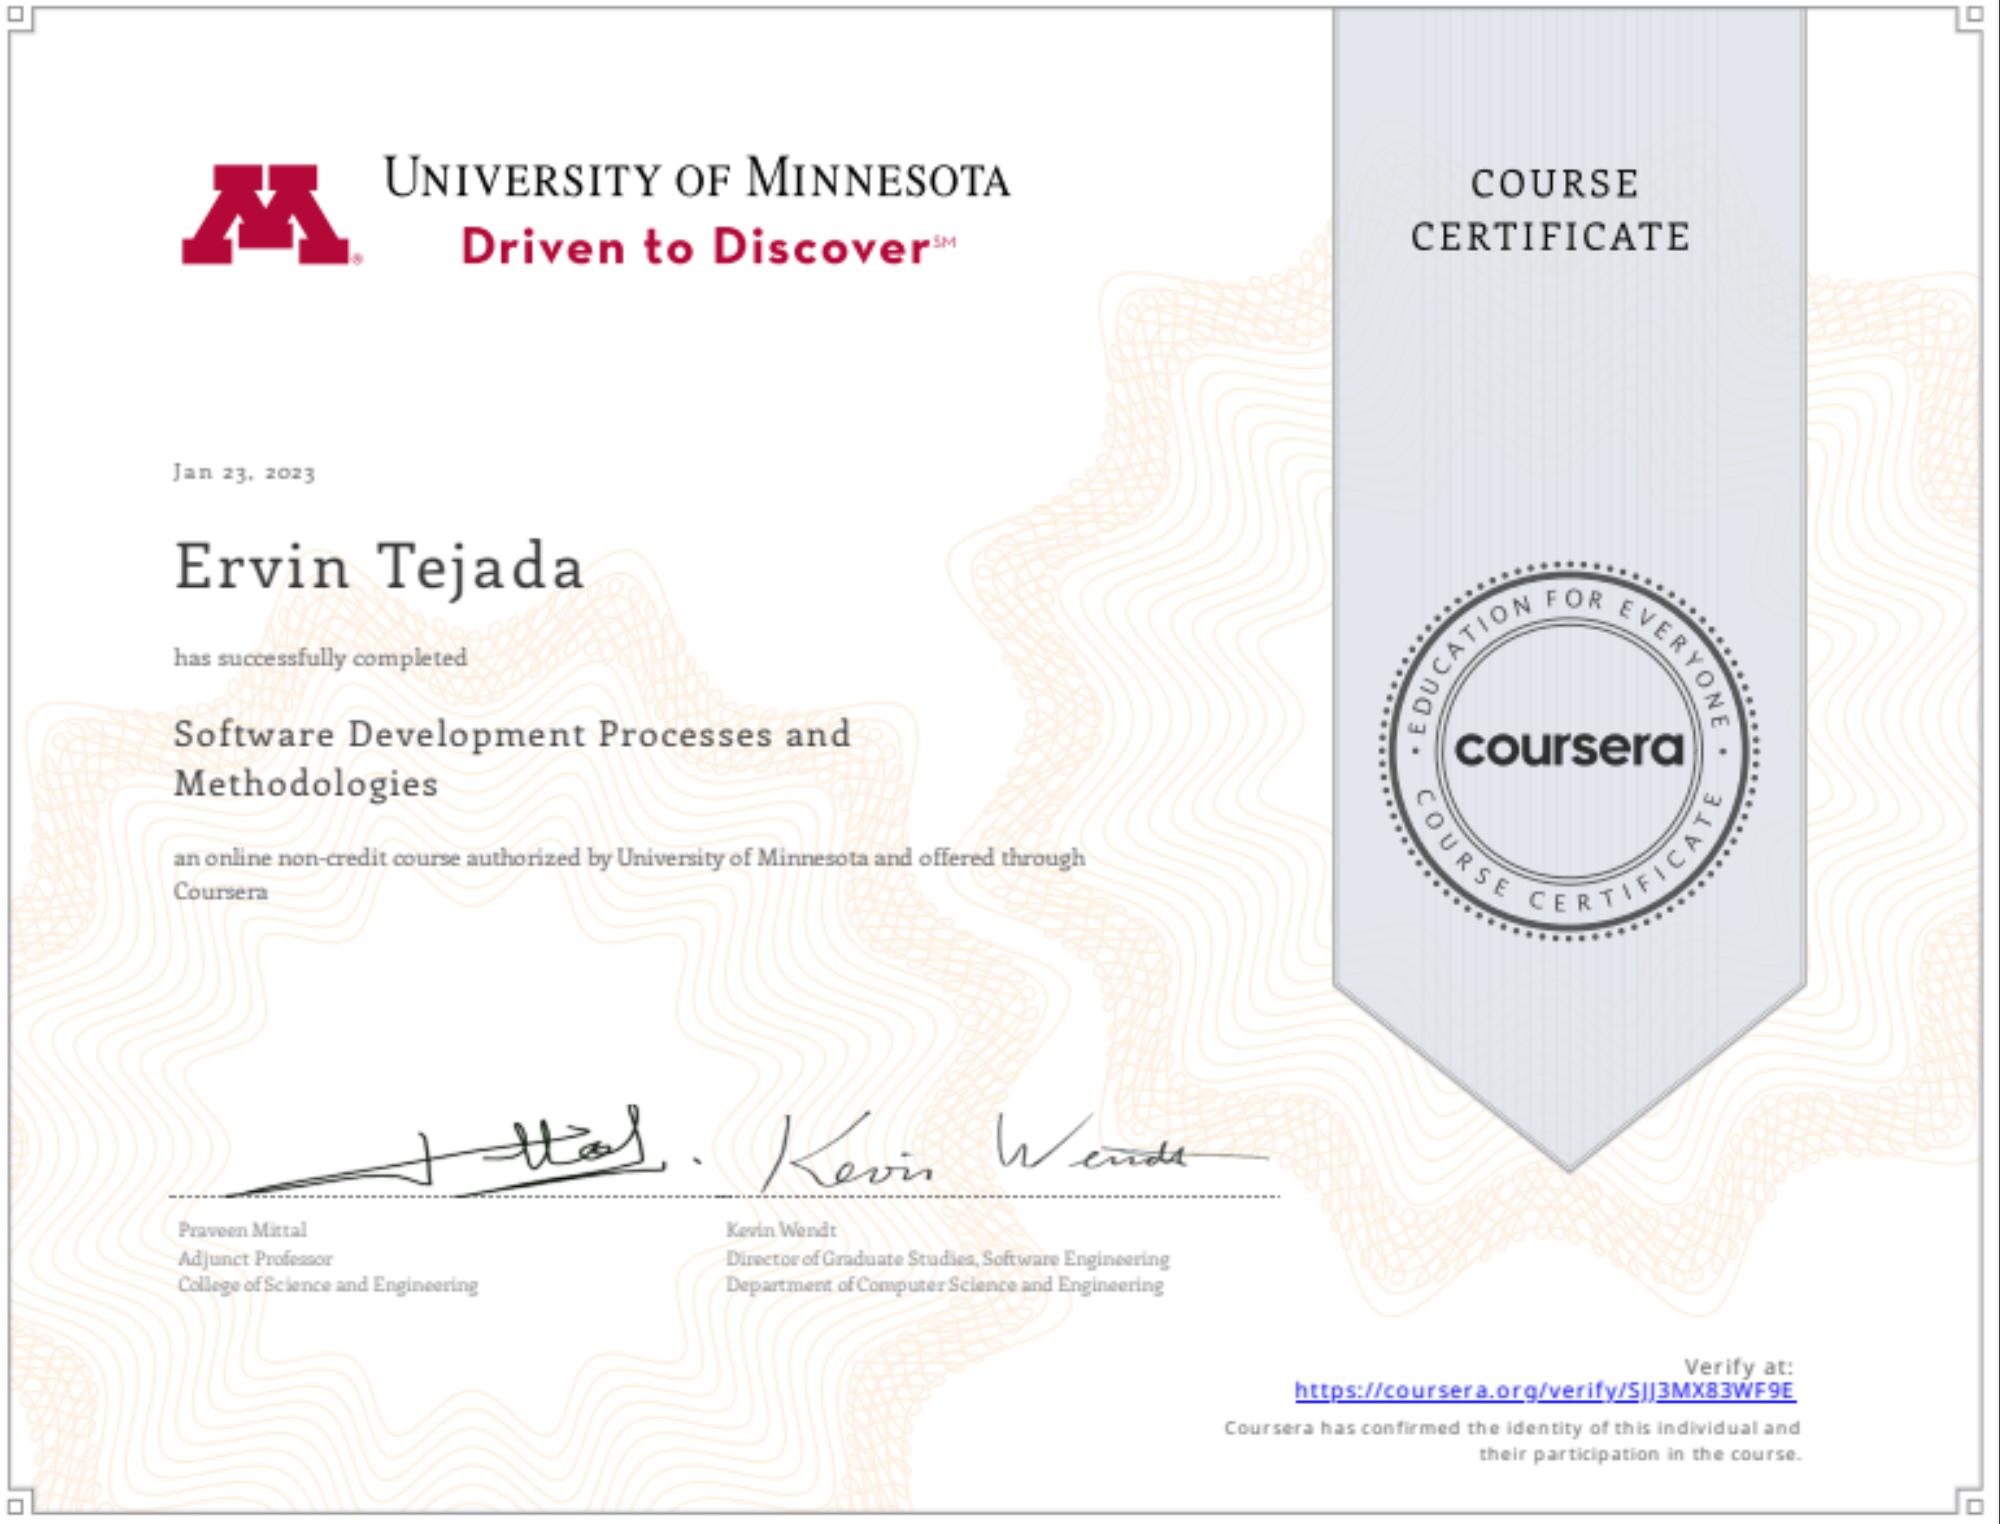 UNIVERSITY OF MINNESOTA
Driven to Discover℠
COURSE
CERTIFICATE
Jan 23, 2023
Ervin Tejada
has successfully completed
Software Development Processes and
Methodologies
an online non-credit course authorized by University of Minnesota and offered through
Coursera
EDUCATION FOR EVERYONE
coursera
COURSE CERTIFICATE
Mittal.
Kevin Wendt
Praveen Mittal
Adjunct Professor
College of Science and Engineering
Kevin Wendt
Director of Graduate Studies, Software Engineering
Department of Computer Science and Engineering
Verify at:
https://coursera.org/verify/SJJ3MX83WF9E
Coursera has confirmed the identity of this individual and
their participation in the course.